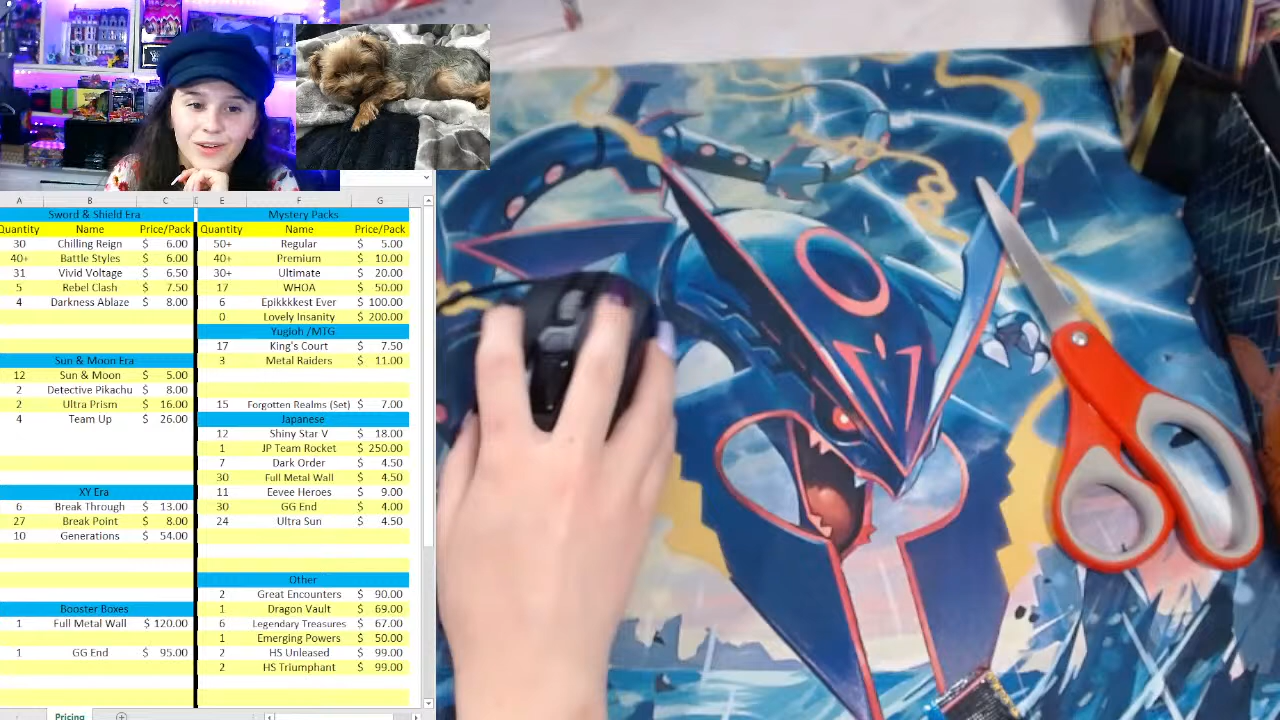 A B C E F G
Sword & Shield Era Mystery Packs
Quantity Name Price/Pack Quantity Name Price/Pack
30 Chilling Reign $ 6.00 50+ Regular $ 5.00
40+ Battle Styles $ 6.00 40+ Premium $ 10.00
31 Vivid Voltage $ 6.50 30+ Ultimate $ 20.00
5 Rebel Clash $ 7.50 17 WHOA $ 50.00
4 Darkness Ablaze $ 8.00 6 Epikkkkest Ever $ 100.00
0 Lovely Insanity $ 200.00
Yugioh /MTG
17 King's Court $ 7.50
Sun & Moon Era 3 Metal Raiders $ 11.00
12 Sun & Moon $ 5.00
2 Detective Pikachu $ 8.00
2 Ultra Prism $ 16.00 15 Forgotten Realms (Set) $ 7.00
4 Team Up $ 26.00 Japanese
12 Shiny Star V $ 18.00
1 JP Team Rocket $ 250.00
7 Dark Order $ 4.50
30 Full Metal Wall $ 4.50
XY Era 11 Eevee Heroes $ 9.00
6 Break Through $ 13.00 30 GG End $ 4.00
27 Break Point $ 8.00 24 Ultra Sun $ 4.50
10 Generations $ 54.00
Other
2 Great Encounters $ 90.00
Booster Boxes 1 Dragon Vault $ 69.00
1 Full Metal Wall $ 120.00 6 Legendary Treasures $ 67.00
1 Emerging Powers $ 50.00
1 GG End $ 95.00 2 HS Unleased $ 99.00
2 HS Triumphant $ 99.00
Pricing